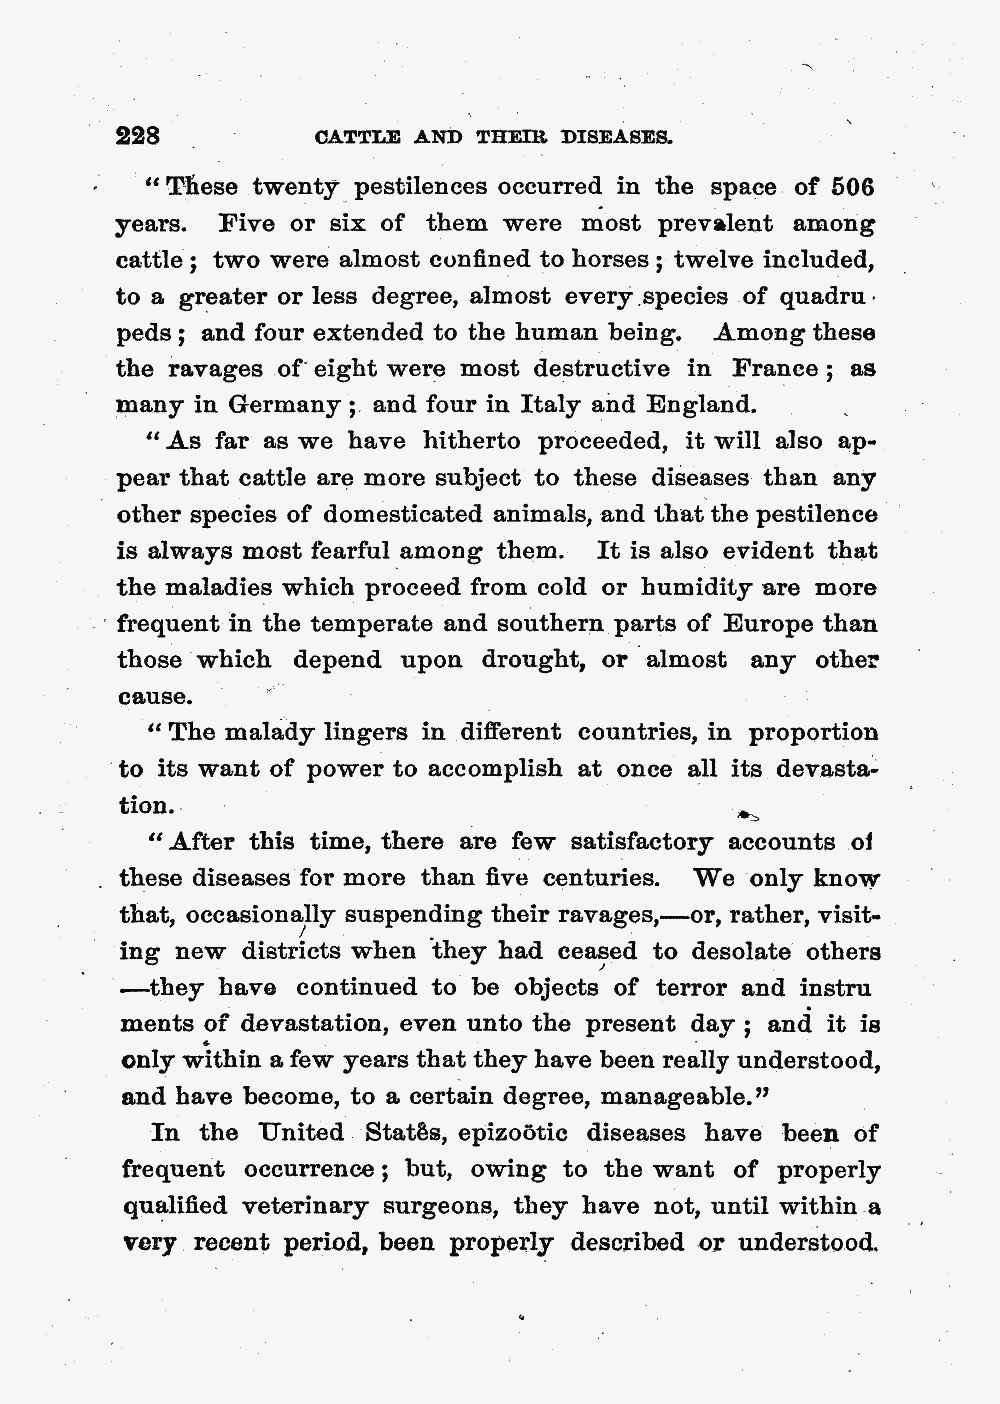 228 CATTLE AND THEIR DISEASES.
“ These twenty pestilences occurred in the space of 506
years. Five or six of them were most prevalent among
cattle ; two were almost confined to horses ; twelve included,
to a greater or less degree, almost every species of quadru-
peds ; and four extended to the human being. Among these
the ravages of eight were most destructive in France ; as
many in Germany ; and four in Italy and England.
“ As far as we have hitherto proceeded, it will also ap-
pear that cattle are more subject to these diseases than any
other species of domesticated animals, and that the pestilence
is always most fearful among them. It is also evident that
the maladies which proceed from cold or humidity are more
frequent in the temperate and southern parts of Europe than
those which depend upon drought, or almost any other
cause.
“ The malady lingers in different countries, in proportion
to its want of power to accomplish at once all its devasta-
tion.
“ After this time, there are few satisfactory accounts of
these diseases for more than five centuries. We only know
that, occasionally suspending their ravages,—or, rather, visit-
ing new districts when they had ceased to desolate others
—they have continued to be objects of terror and instru
ments of devastation, even unto the present day ; and it is
only within a few years that they have been really understood,
and have become, to a certain degree, manageable.”
In the United States, epizoötic diseases have been of
frequent occurrence ; but, owing to the want of properly
qualified veterinary surgeons, they have not, until within a
very recent period, been properly described or understood.